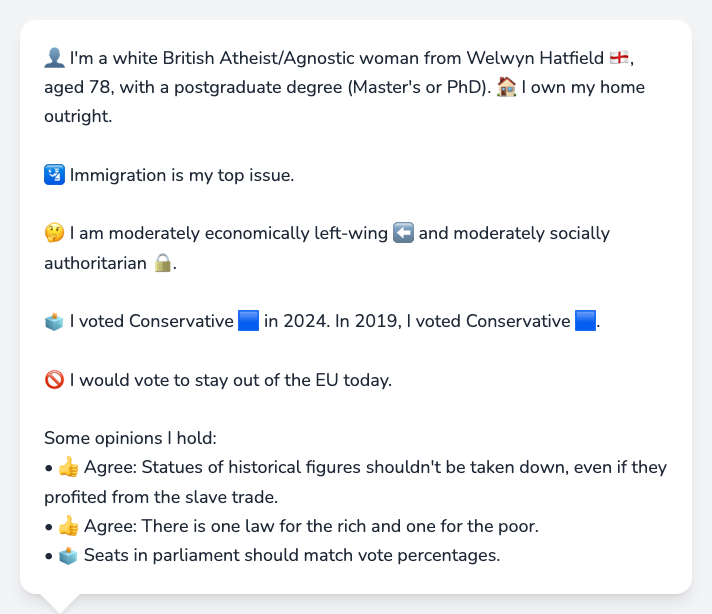 👤 I'm a white British Atheist/Agnostic woman from Welwyn Hatfield 🏴󠁧󠁢󠁥󠁮󠁧󠁿,
aged 78, with a postgraduate degree (Master's or PhD). 🏠 I own my home
outright.
🛂 Immigration is my top issue.
🤔 I am moderately economically left-wing ⬅️ and moderately socially
authoritarian 🔒.
🗳️ I voted Conservative 🟦 in 2024. In 2019, I voted Conservative 🟦.
🚫 I would vote to stay out of the EU today.
Some opinions I hold:
• 👍 Agree: Statues of historical figures shouldn't be taken down, even if they
profited from the slave trade.
• 👍 Agree: There is one law for the rich and one for the poor.
• 🗳️ Seats in parliament should match vote percentages.